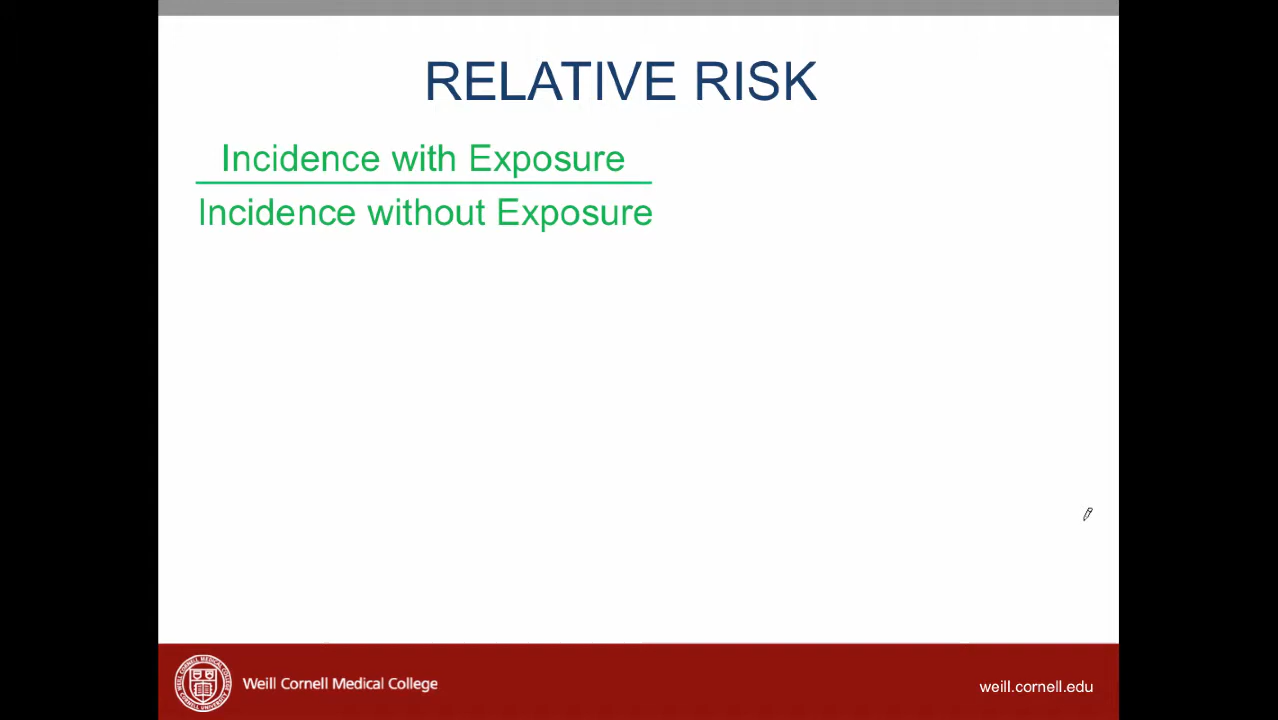 RELATIVE RISK
Incidence with Exposure
Incidence without Exposure
Weill Cornell Medical College
weill.cornell.edu